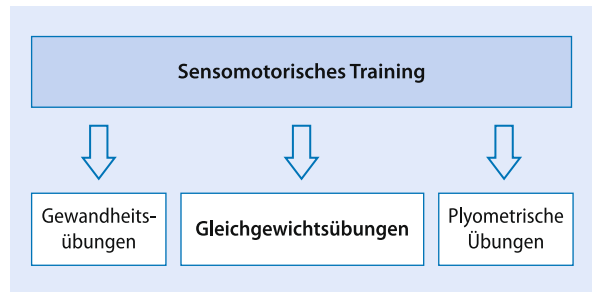 Sensomotorisches Training
Gewandheits-
übungen
Gleichgewichtsübungen
Plyometrische
Übungen